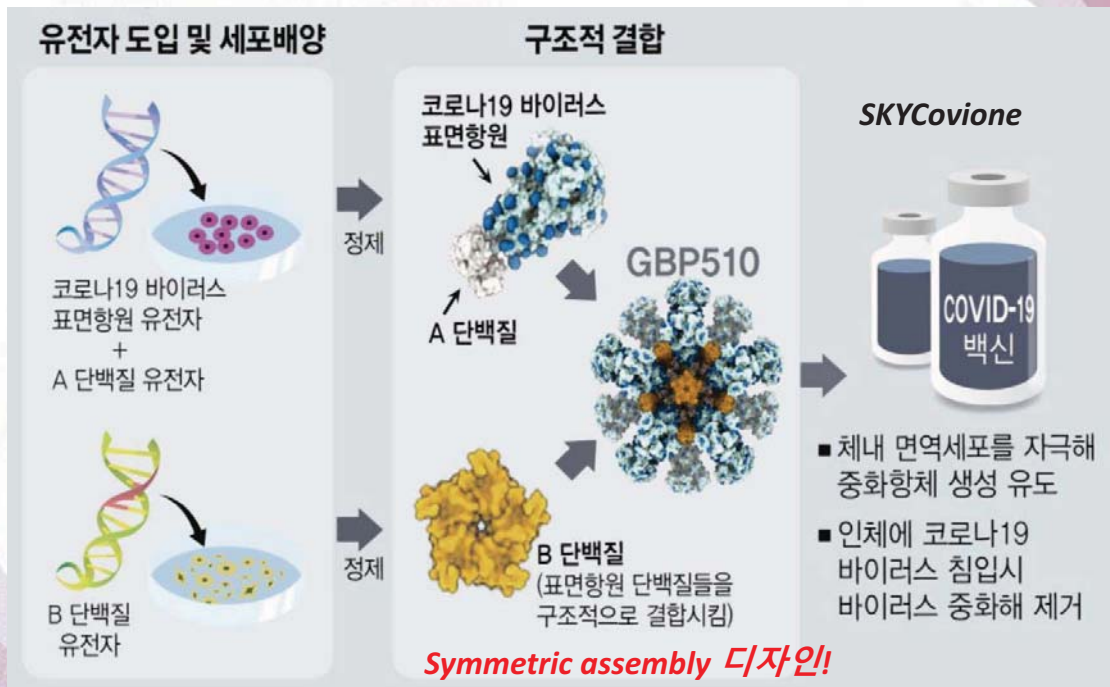 유전자 도입 및 세포배양
코로나19 바이러스
표면항원 유전자
+
A 단백질 유전자
B 단백질
유전자
정제
정제
구조적 결합
코로나19 바이러스
표면항원
A 단백질
GBP510
B 단백질
(표면항원 단백질들을
구조적으로 결합시킴)
Symmetric assembly 디자인!
SKYCovione
COVID-19
백신
■ 체내 면역세포를 자극해
중화항체 생성 유도
■ 인체에 코로나19
바이러스 침입시
바이러스 중화해 제거